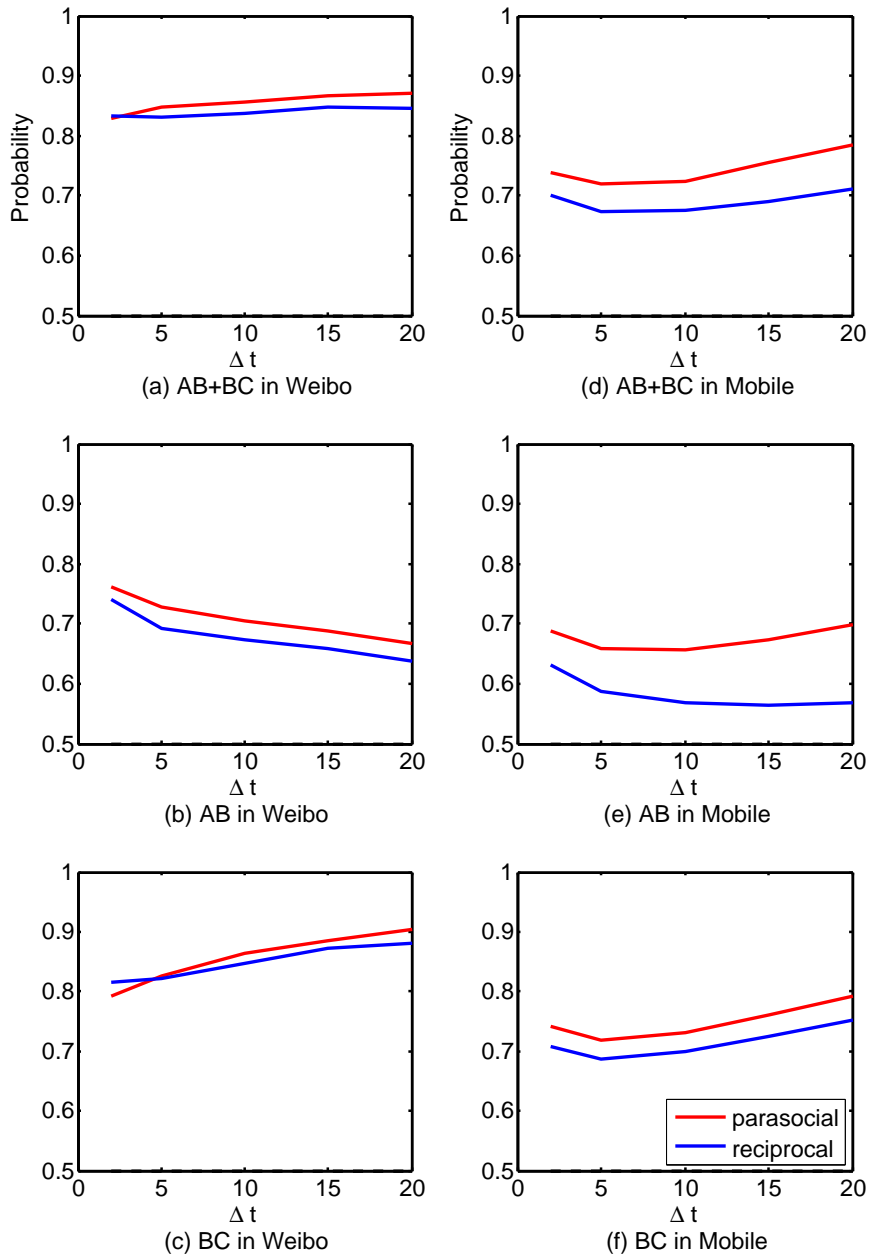 1
0.9
0.8
0.7
0.6
0.5
Probability
0 5 10 15 20
Δ t
(a) AB+BC in Weibo
1
0.9
0.8
0.7
0.6
0.5
Probability
0 5 10 15 20
Δ t
(d) AB+BC in Mobile
1
0.9
0.8
0.7
0.6
0.5
0 5 10 15 20
Δ t
(b) AB in Weibo
1
0.9
0.8
0.7
0.6
0.5
0 5 10 15 20
Δ t
(e) AB in Mobile
1
0.9
0.8
0.7
0.6
0.5
0 5 10 15 20
Δ t
(c) BC in Weibo
1
0.9
0.8
0.7
0.6
0.5
parasocial
reciprocal
0 5 10 15 20
Δ t
(f) BC in Mobile